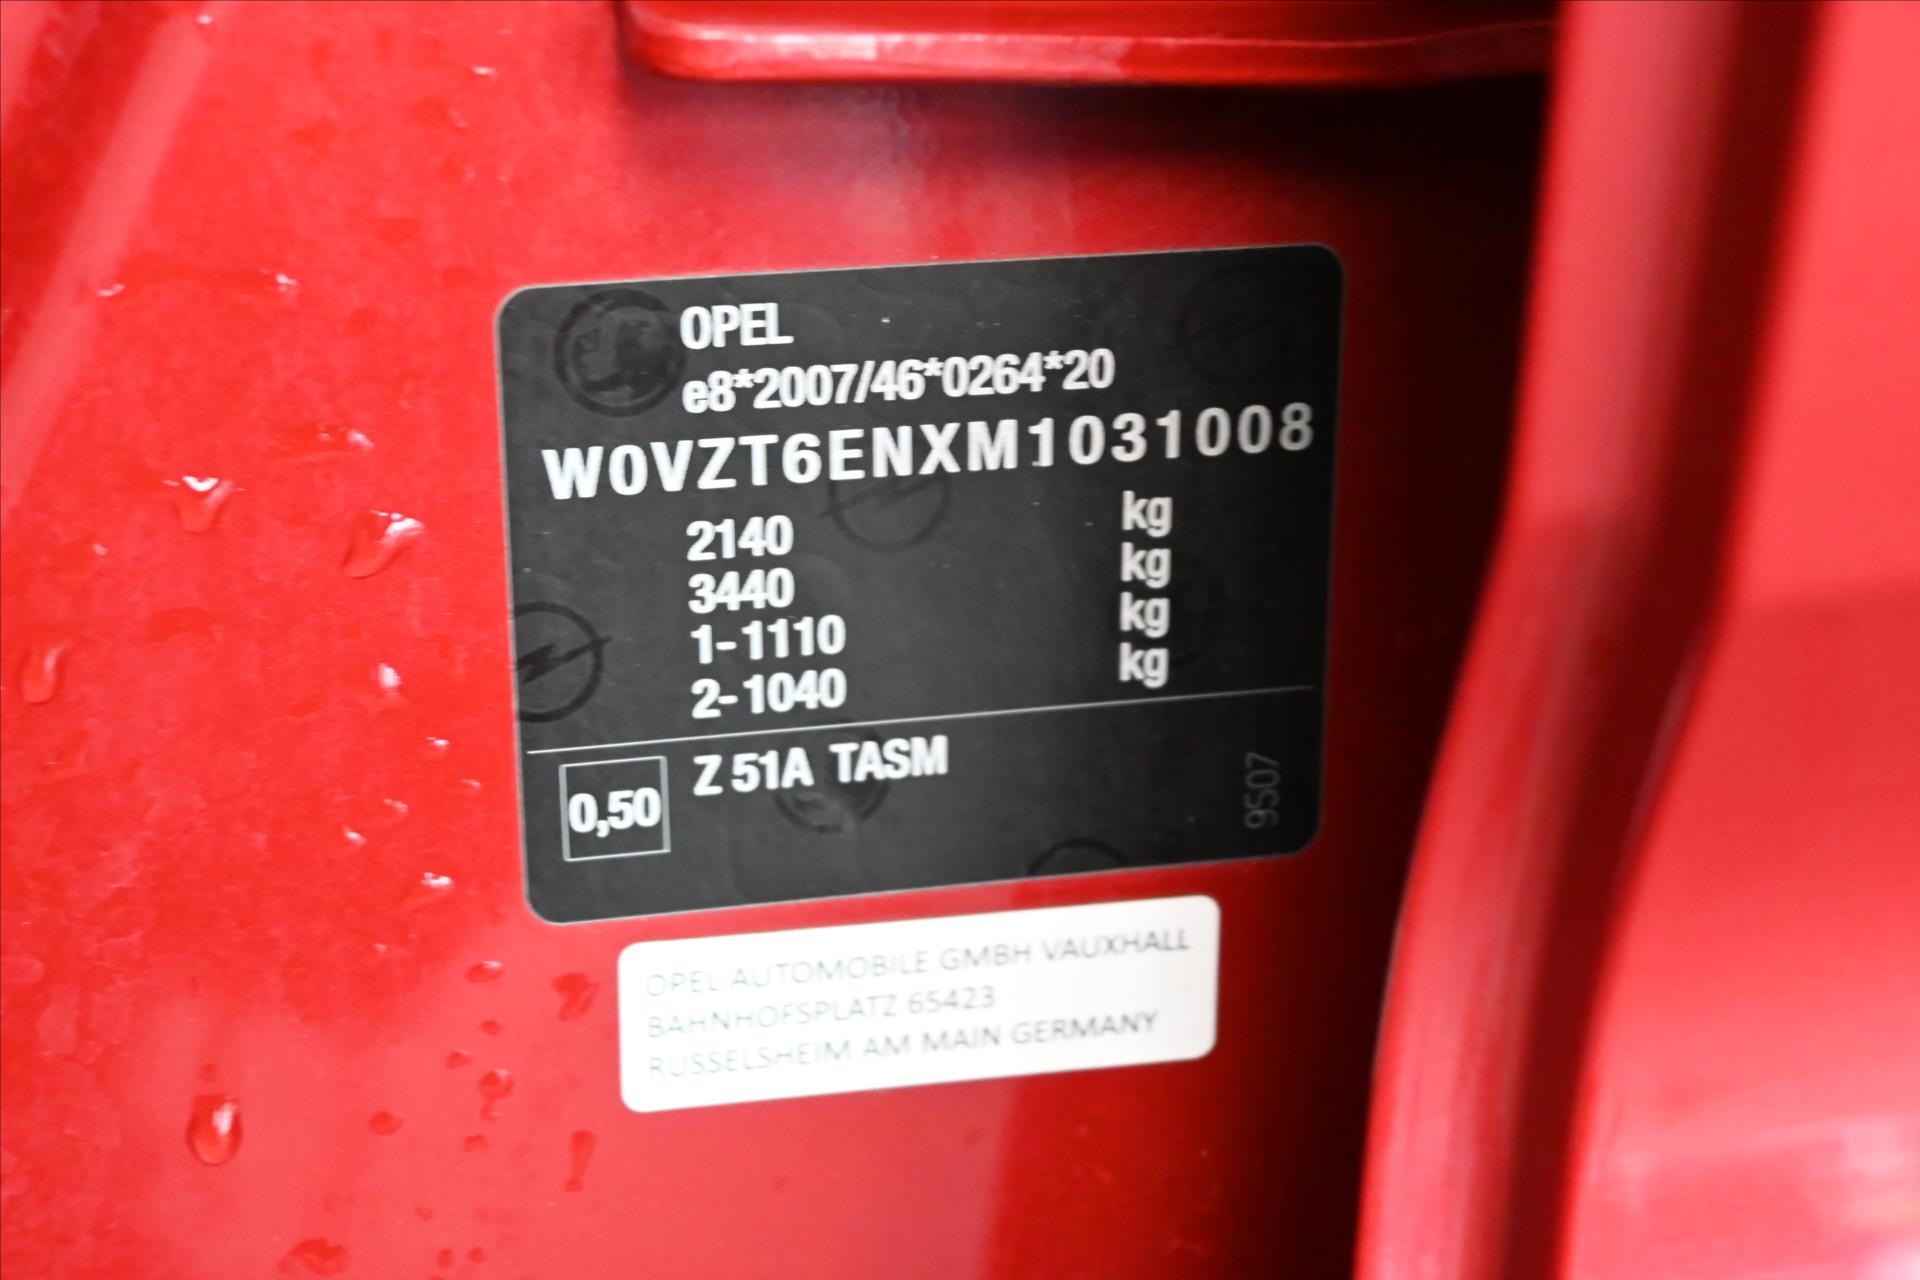 OPEL
e8*2007/46*0264*20
W0VZT6ENXM1031008
2140 kg
3440 kg
1-1110 kg
2-1040 kg
0,50 Z 51A TASM
9507
OPEL AUTOMOBILE GMBH VAUXHALL
BAHNHOFSPLATZ 65423
RUSSELSHEIM AM MAIN GERMANY